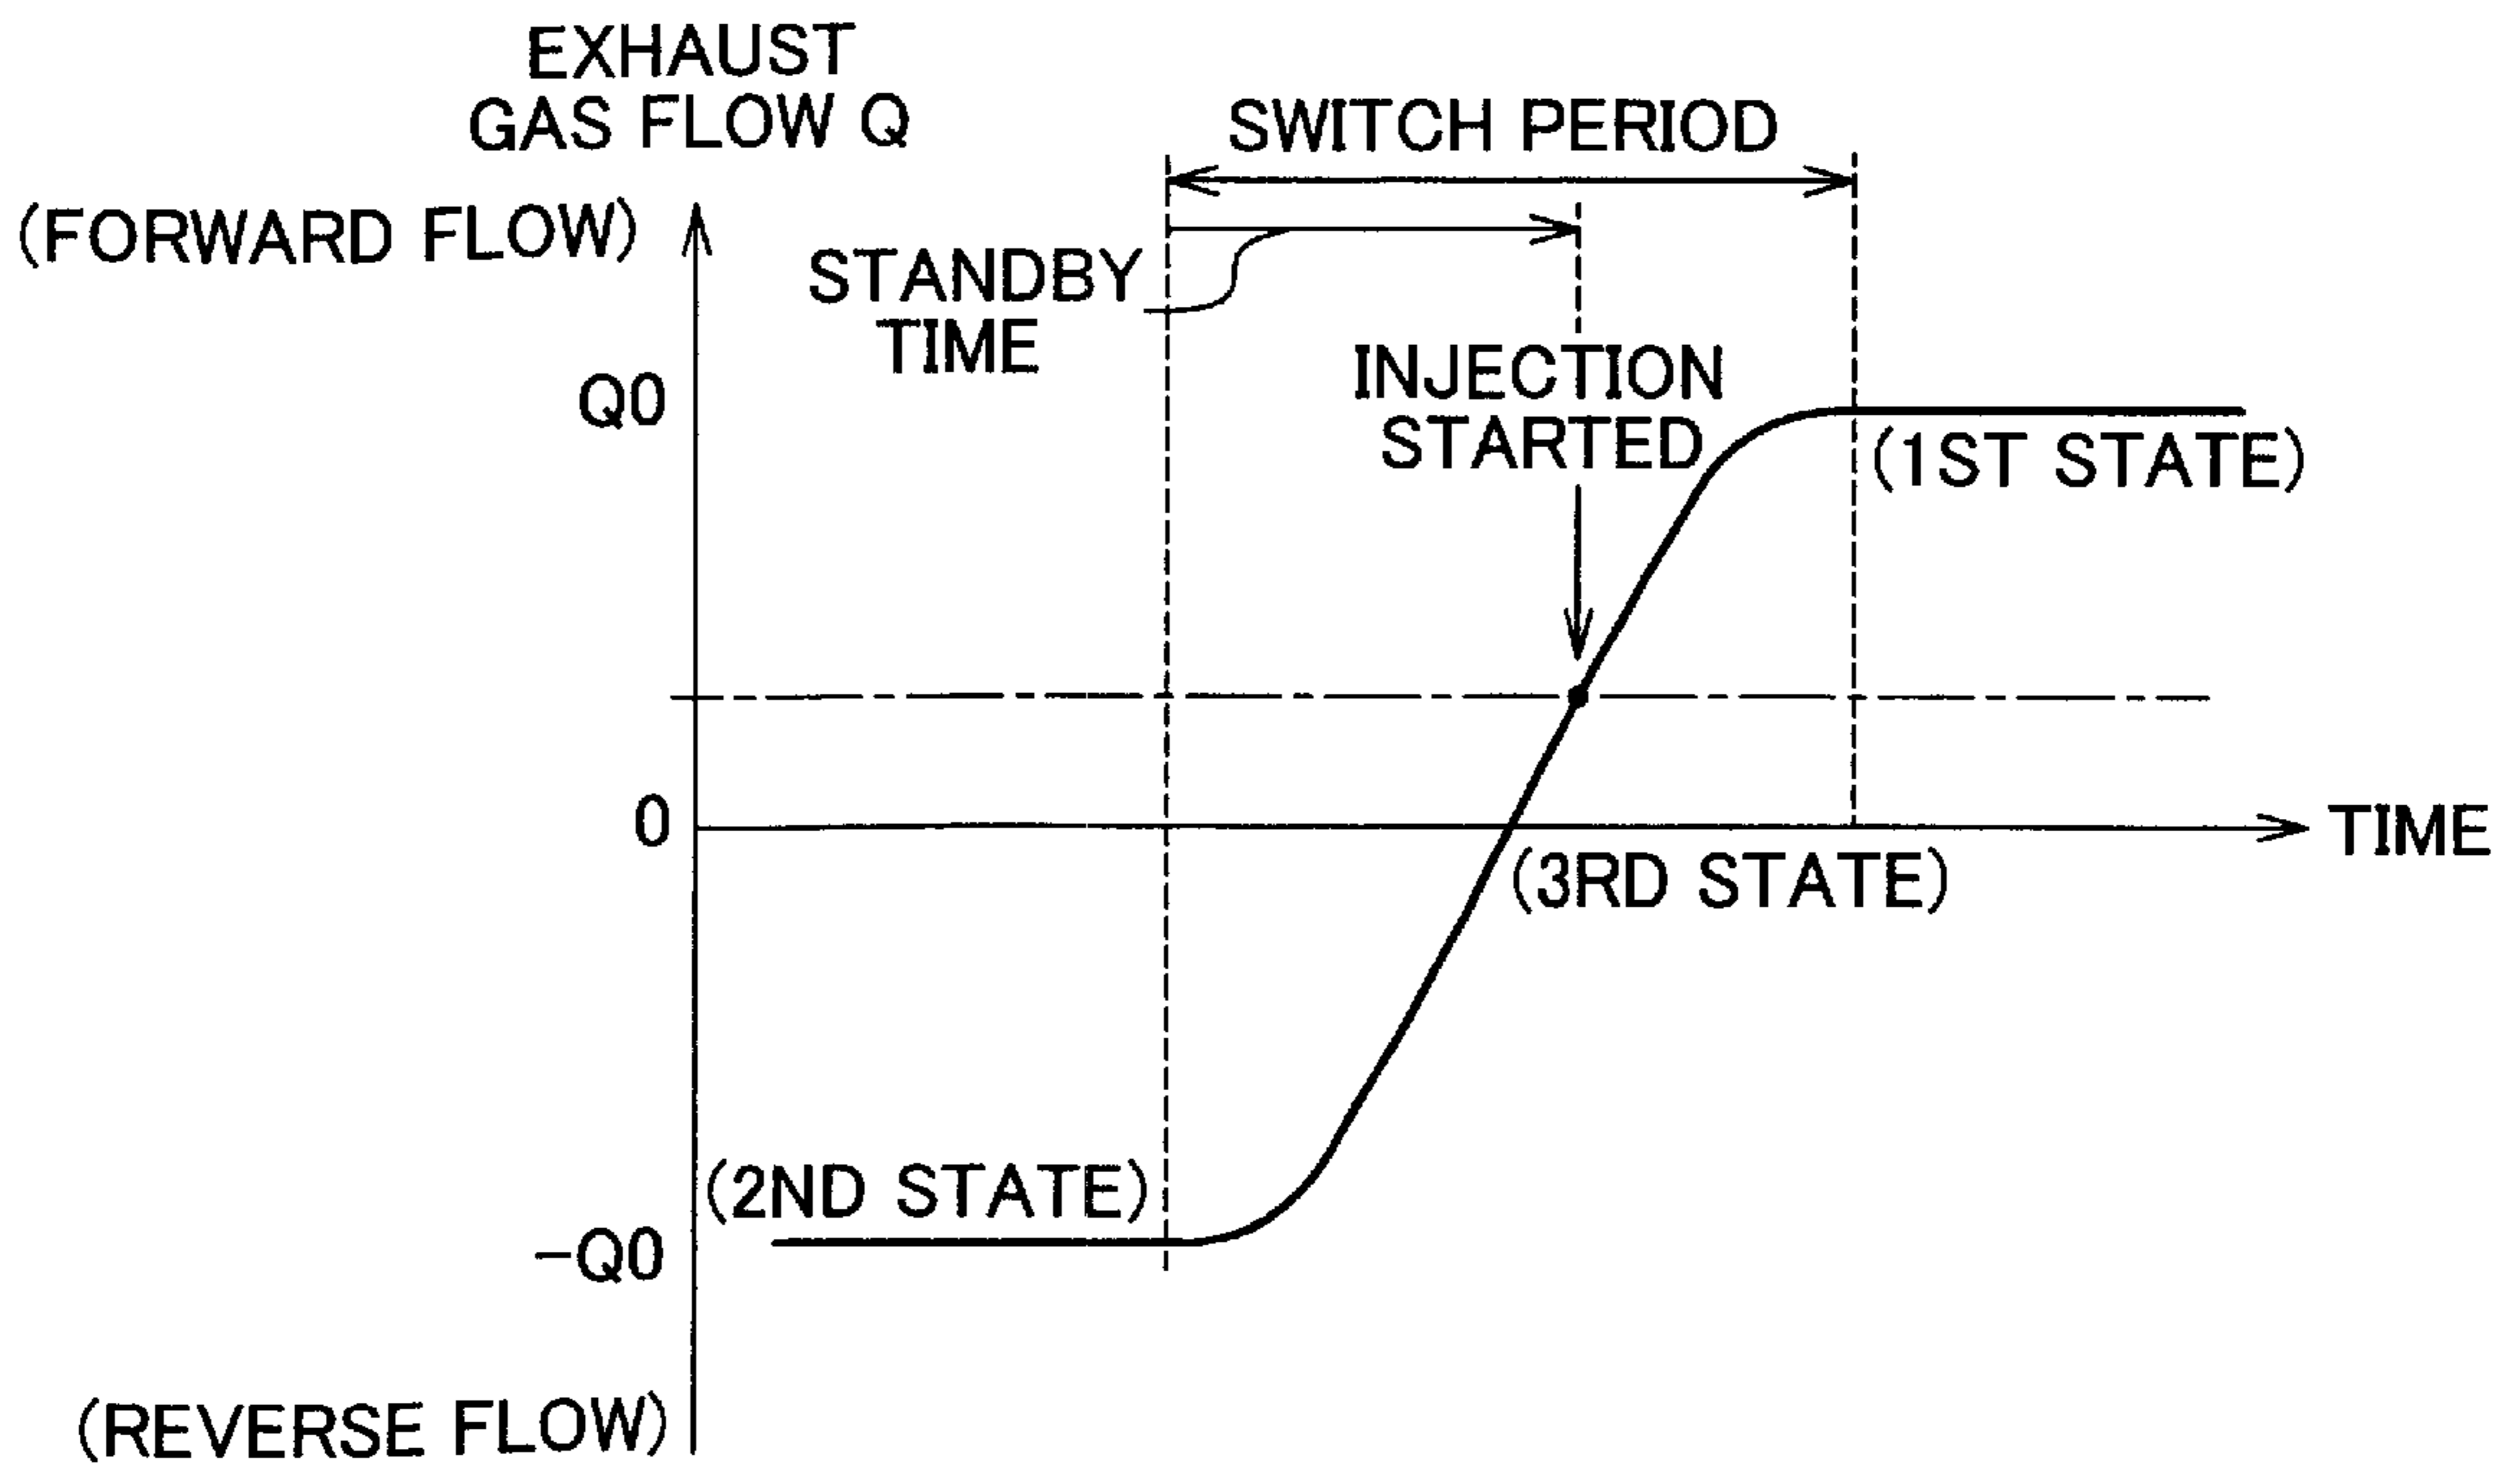 EXHAUST
GAS FLOW Q
SWITCH PERIOD
(FORWARD FLOW)
STANDBY
TIME
INJECTION
STARTED
Q0
(1ST STATE)
0
TIME
(3RD STATE)
(2ND STATE)
-Q0
(REVERSE FLOW)